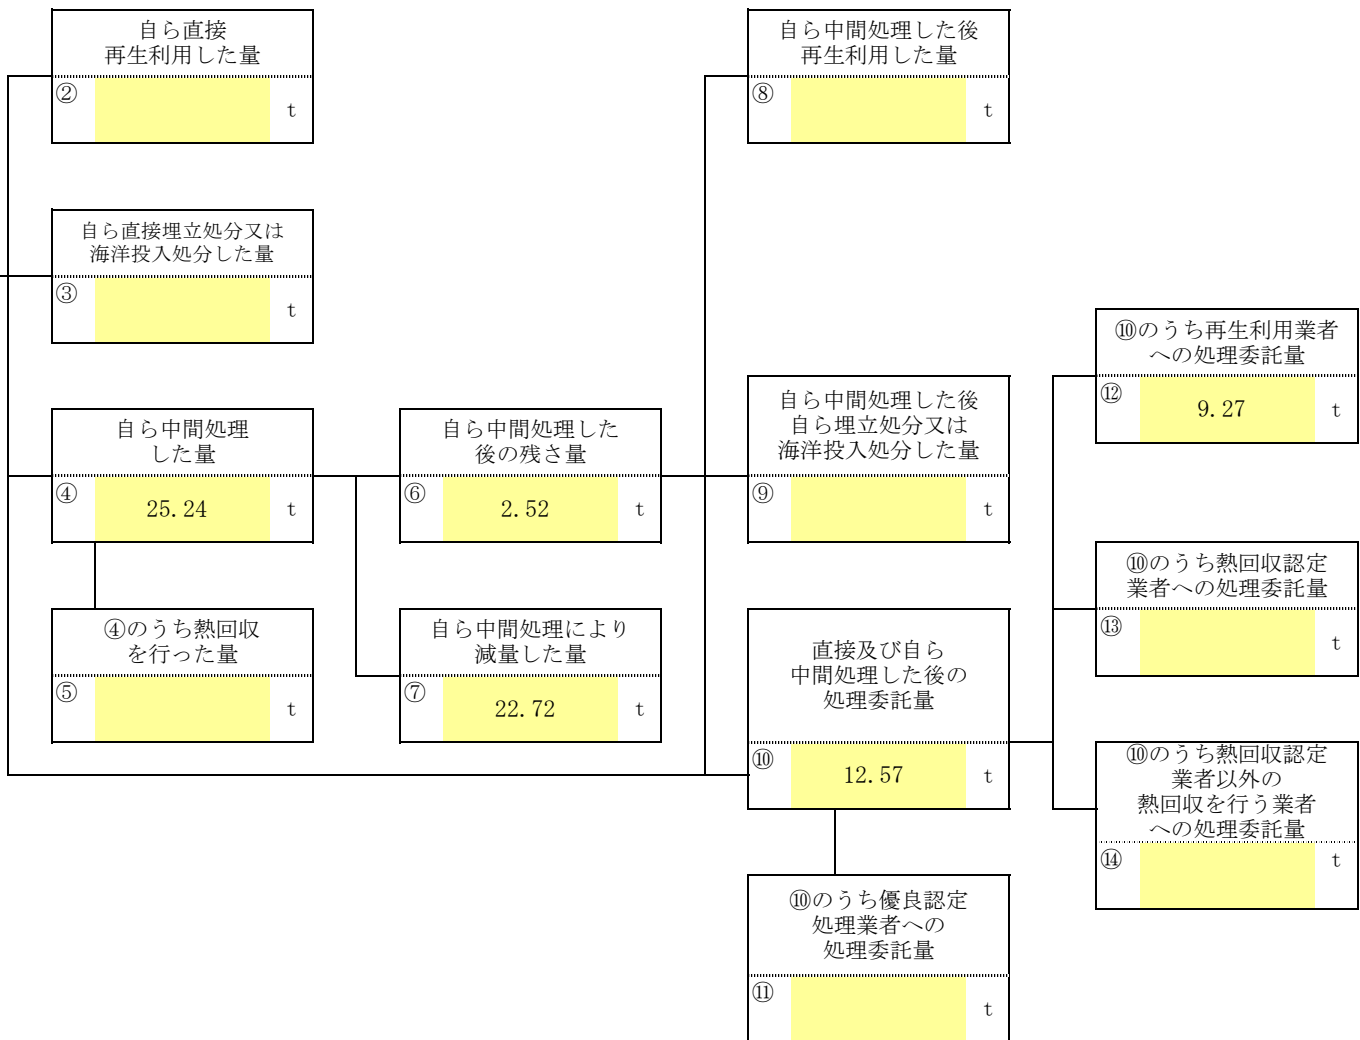 自ら直接
再生利用した量
② t
自ら直接埋立処分又は
海洋投入処分した量
③ t
自ら中間処理
した量
④ 25.24 t
④のうち熱回収
を行った量
⑤ t
自ら中間処理した
後の残さ量
⑥ 2.52 t
自ら中間処理により
減量した量
⑦ 22.72 t
自ら中間処理した後
再生利用した量
⑧ t
自ら中間処理した後
自ら埋立処分又は
海洋投入処分した量
⑨ t
直接及び自ら
中間処理した後の
処理委託量
⑩ 12.57 t
⑩のうち優良認定
処理業者への
処理委託量
⑪ t
⑩のうち再生利用業者
への処理委託量
⑫ 9.27 t
⑩のうち熱回収認定
業者への処理委託量
⑬ t
⑩のうち熱回収認定
業者以外の
熱回収を行う業者
への処理委託量
⑭ t